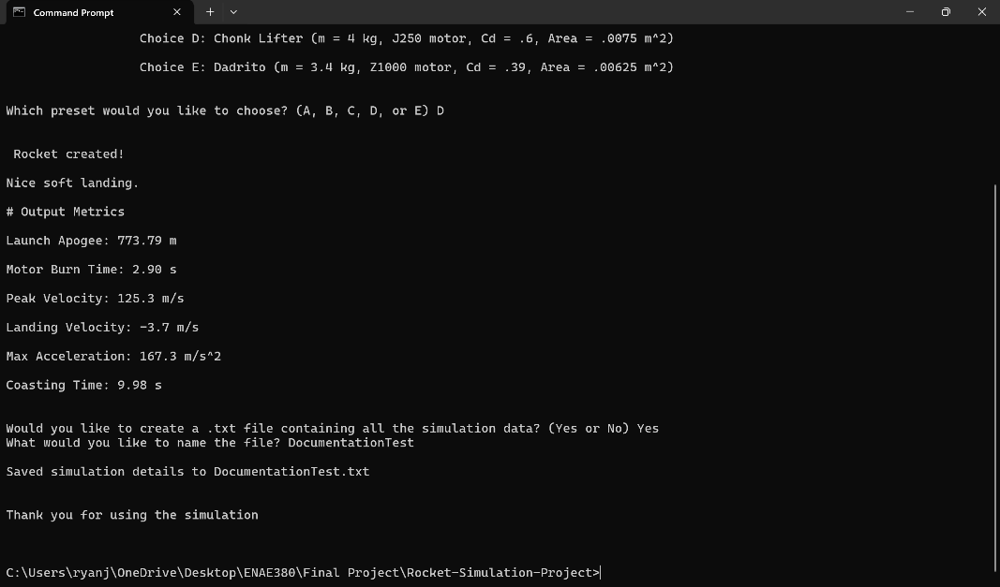 Command Prompt
Choice D: Chonk Lifter (m = 4 kg, J250 motor, Cd = .6, Area = .0075 m^2)
Choice E: Dadrito (m = 3.4 kg, Z1000 motor, Cd = .39, Area = .00625 m^2)
Which preset would you like to choose? (A, B, C, D, or E) D
Rocket created!
Nice soft landing.
# Output Metrics
Launch Apogee: 773.79 m
Motor Burn Time: 2.90 s
Peak Velocity: 125.3 m/s
Landing Velocity: -3.7 m/s
Max Acceleration: 167.3 m/s^2
Coasting Time: 9.98 s
Would you like to create a .txt file containing all the simulation data? (Yes or No) Yes
What would you like to name the file? DocumentationTest
Saved simulation details to DocumentationTest.txt
Thank you for using the simulation
C:\Users\ryanj\OneDrive\Desktop\ENAE380\Final Project\Rocket-Simulation-Project>